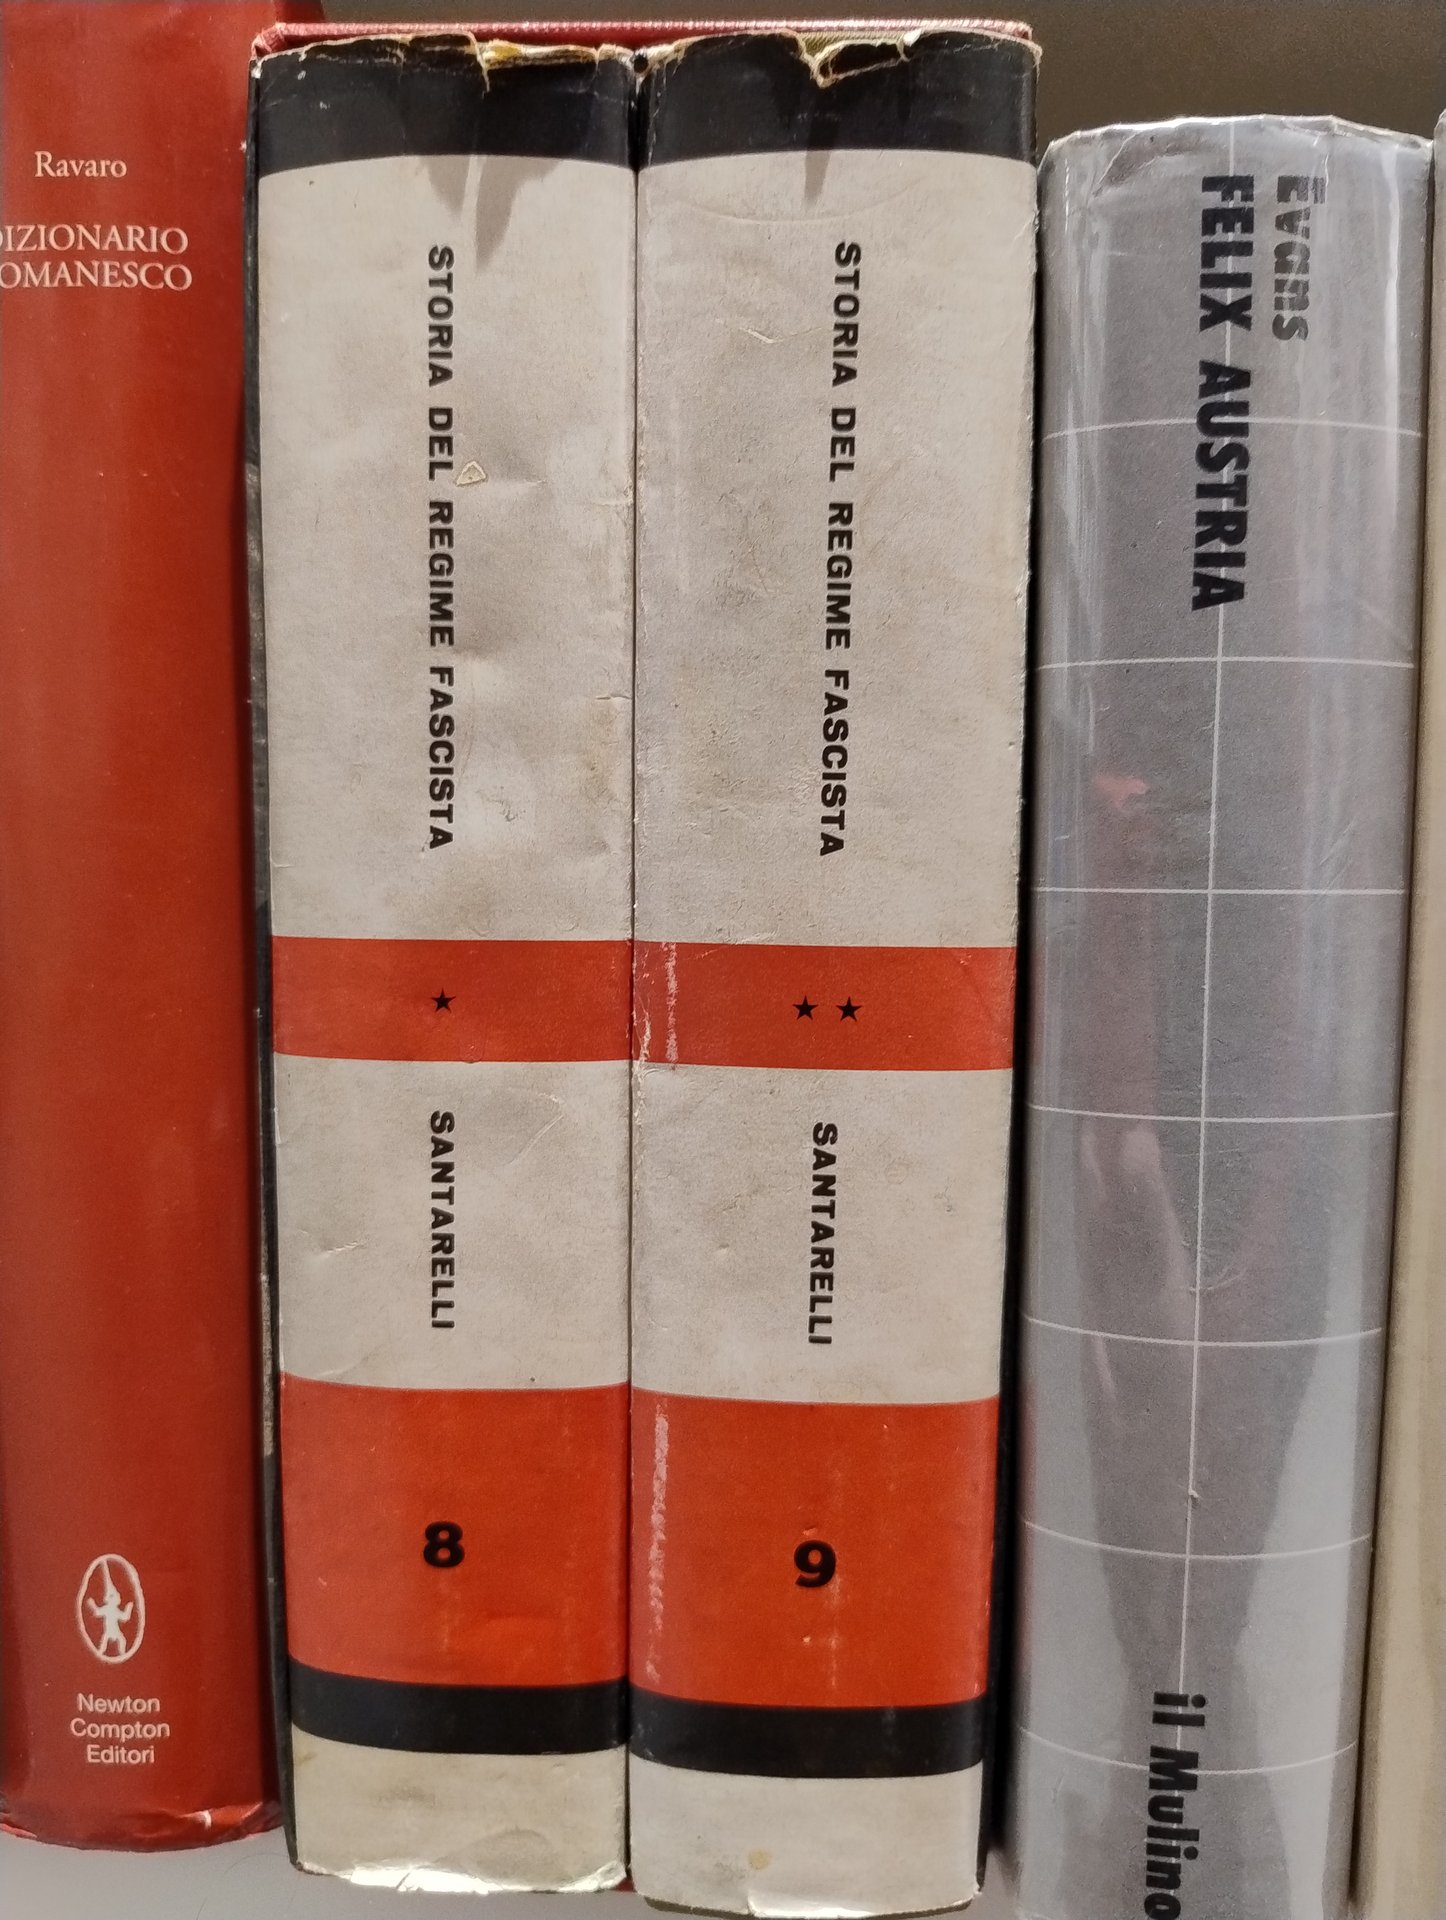 Ravaro
DIZIONARIO
OMANESCO
Newton
Compton
Editori
STORIA DEL REGIME FASCISTA
★
SANTARELLI
8
STORIA DEL REGIME FASCISTA
★ ★
SANTARELLI
9
Evans
FELIX AUSTRIA
il Mulino